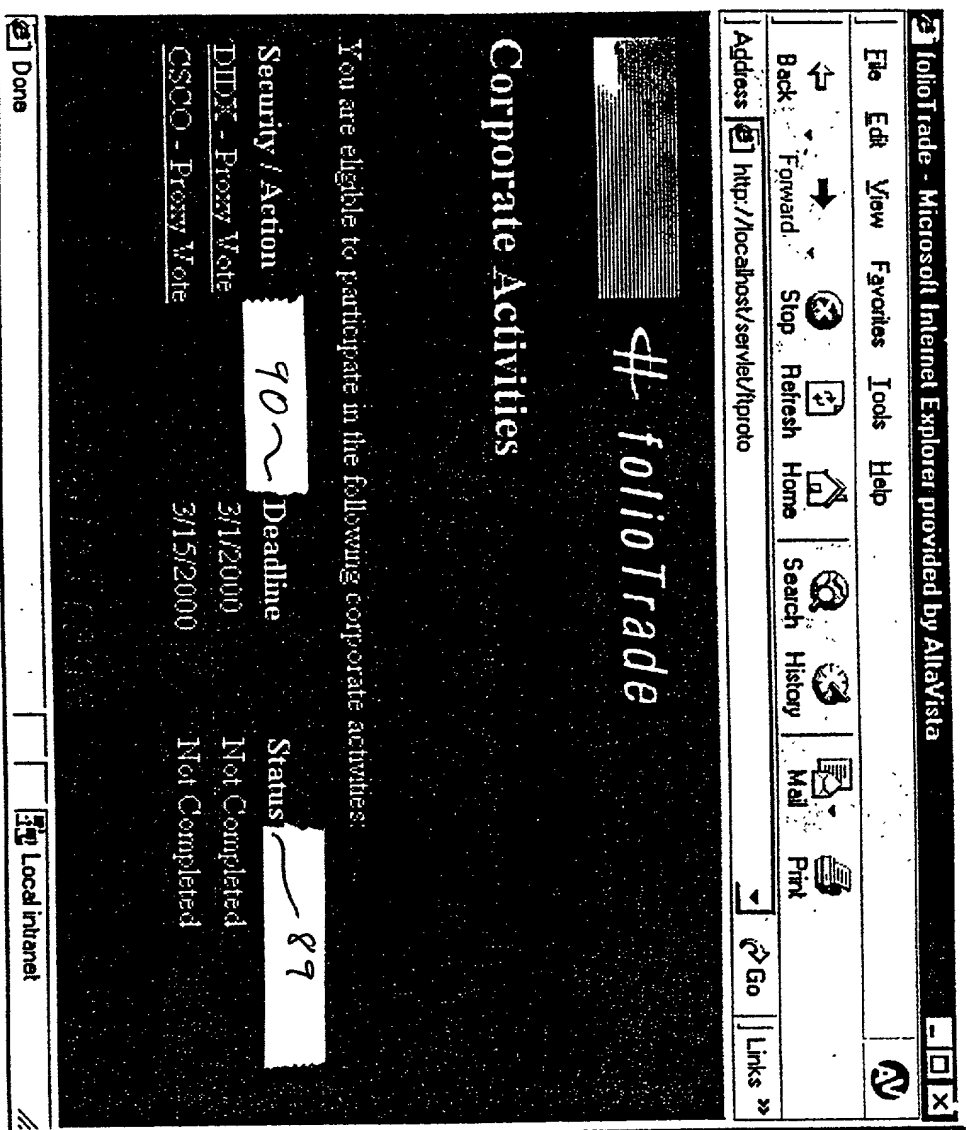 folioTrade - Microsoft Internet Explorer provided by AltaVista
File Edit View Favorites Tools Help
Back Forward Stop Refresh Home Search History Mail Print
Address http://localhost/servlet/ftproto Go Links »
folioTrade
Corporate Activities
You are eligible to participate in the following corporate activities:
Security / Action 90 Deadline Status 89
DIDX - Proxy Vote 3/1/2000 Not Completed
CSCO - Proxy Vote 3/15/2000 Not Completed
Done Local intranet